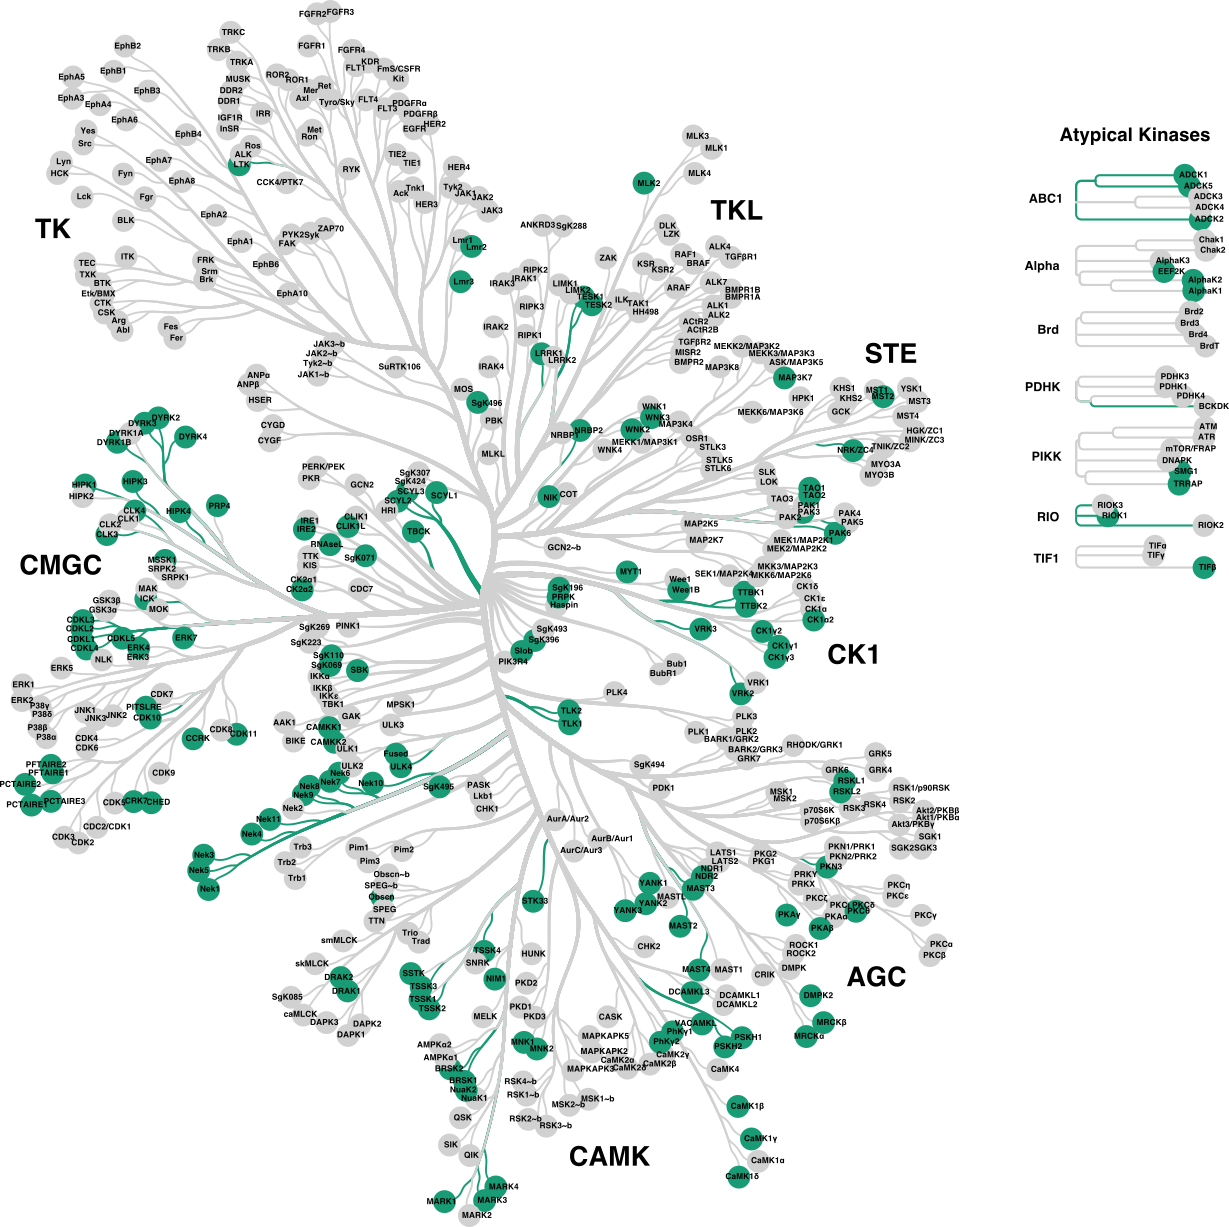 FGFR2
FGFR3
TRKC
FGFR1
TRKB
EphB2
FGFR4
TRKA
KDR
FLT1
FmS/CSFR
EphB1
EphA5
MUSK
ROR2
ROR1
Kit
Ret
Mer
DDR2
EphB3
EphA3
EphA4
DDR1
Axl
Tyro/Sky
FLT4
FLT3
PDGFRα
PDGFRβ
IGF1R
IRR
EphA6
HER2
InSR
EGFR
Yes
EphB4
Met
Ron
Src
Ros
ALK
LTK
TIE2
TIE1
Lyn
HCK
EphA7
HER4
RYK
Fyn
EphA8
CCK4/PTK7
Tyk2
Tnk1
Ack
JAK1
JAK2
Lck
Fgr
HER3
JAK3
BLK
EphA2
TK
ZAP70
PYK2
Syk
FAK
EphA1
Lmr1
Lmr2
ITK
TEC
FRK
EphB6
TXK
Srm
Brk
BTK
Lmr3
Etk/BMX
EphA10
CTK
CSK
Arg
Abl
Fes
Fer
JAK3~b
JAK2~b
Tyk2~b
JAK1~b
SuRTK106
MLK3
MLK1
MLK4
MLK2
TKL
ANKRD3
SgK288
DLK
LZK
ALK4
TGFβR1
RAF1
BRAF
ZAK
KSR
KSR2
RIPK2
IRAK1
IRAK3
LIMK1
LIMK2
TESK1
TESK2
ARAF
ALK7
BMPR1B
BMPR1A
ILK
TAK1
HH498
RIPK3
ALK1
ALK2
ACtR2
ACtR2B
IRAK2
RIPK1
TGFβR2
MISR2
BMPR2
LRRK1
LRRK2
IRAK4
MEKK2/MAP3K2
MEKK3/MAP3K3
ASK/MAP3K5
MAP3K8
MAP3K7
STE
MOS
SgK496
PBK
MLKL
KHS1
KHS2
MST1
MST2
YSK1
MST3
HPK1
GCK
MEKK6/MAP3K6
MST4
WNK1
WNK3
WNK2
MAP3K4
NRBP1
NRBP2
MEKK1/MAP3K1
WNK4
OSR1
STLK3
HGK/ZC1
MINK/ZC3
TNIK/ZC2
NRK/ZC4
STLK5
STLK6
MYO3A
MYO3B
SLK
LOK
TAO1
TAO2
TAO3
PAK1
PAK3
PAK2
PAK4
PAK5
PAK6
NIK
COT
MAP2K5
MAP2K7
MEK1/MAP2K1
MEK2/MAP2K2
GCN2~b
MKK3/MAP2K3
SEK1/MAP2K4
MKK6/MAP2K6
ANPα
ANPβ
HSER
CYGD
CYGF
DYRK2
DYRK3
DYRK1A
DYRK1B
DYRK4
PERK/PEK
PKR
GCN2
SgK307
SgK424
SCYL3
SCYL2
SCYL1
HRI
HIPK1
HIPK3
HIPK2
HIPK4
PRP4
CLK4
CLK1
CLK2
CLK3
IRE1
IRE2
CLIK1
CLIK1L
TBCK
RNAseL
TTK
KIS
SgK071
CMGC
MSSK1
SRPK2
SRPK1
CK2α1
CK2α2
CDC7
MAK
ICK
MOK
GSK3β
GSK3α
CDKL3
CDKL2
CDKL1
CDKL5
CDKL4
ERK7
ERK4
ERK3
NLK
ERK5
SgK269
PINK1
SgK223
SgK110
SgK069
SBK
IKKα
IKKβ
IKKε
TBK1
MPSK1
GAK
AAK1
ULK3
CAMKK1
CAMKK2
BIKE
ULK1
Fused
ULK2
ULK4
ERK1
ERK2
P38γ
P38δ
P38β
P38α
JNK1
JNK3
JNK2
CDK7
PITSLRE
CDK10
CDK4
CDK6
CDK8
CDK11
CCRK
PFTAIRE2
PFTAIRE1
PCTAIRE2
PCTAIRE1
PCTAIRE3
CDK9
CDK5
CRK7
CHED
CDC2/CDK1
CDK3
CDK2
Nek6
Nek7
Nek8
Nek9
Nek10
Nek2
Nek11
Nek4
Nek3
Nek5
Nek1
SgK495
PASK
Lkb1
CHK1
MYT1
Wee1
Wee1B
SgK196
PRPK
Haspin
CK1δ
CK1ε
CK1α
CK1α2
TTBK1
TTBK2
CK1γ2
CK1γ1
CK1γ3
VRK3
CK1
SgK493
SgK396
Slob
PIK3R4
Bub1
BubR1
VRK1
VRK2
PLK4
TLK2
TLK1
PLK3
PLK1
PLK2
BARK1/GRK2
BARK2/GRK3
RHODK/GRK1
GRK7
GRK5
GRK4
GRK6
SgK494
PDK1
RSKL1
RSKL2
MSK1
MSK2
RSK1/p90RSK
RSK2
RSK3
RSK4
p70S6K
p70S6Kβ
Akt2/PKBβ
Akt1/PKBα
Akt3/PKBγ
SGK1
SGK2
SGK3
AurA/Aur2
AurB/Aur1
AurC/Aur3
LATS1
LATS2
NDR1
NDR2
MAST3
PKG2
PKG1
PKN1/PRK1
PKN2/PRK2
PKN3
PRKY
PRKX
PKCη
PKCε
PKCζ
PKCδ
PKCθ
PKAγ
PKAα
PKAβ
PKCγ
PKCα
PKCβ
YANK1
YANK2
YANK3
MASTL
MAST2
CHK2
ROCK1
ROCK2
DMPK
CRIK
MAST4
MAST1
AGC
DMPK2
MRCKβ
MRCKα
DCAMKL3
DCAMKL1
DCAMKL2
Trb3
Trb2
Trb1
Pim1
Pim2
Pim3
Obscn~b
SPEG~b
Obscn
SPEG
TTN
STK33
smMLCK
Trio
Trad
skMLCK
TSSK4
SNRK
HUNK
DRAK2
DRAK1
SSTK
TSSK3
TSSK1
TSSK2
NIM1
PKD2
SgK085
caMLCK
DAPK3
DAPK2
DAPK1
MELK
PKD1
PKD3
CASK
VACAMKL
PhKγ1
PhKγ2
PSKH1
PSKH2
MNK1
MNK2
MAPKAPK5
MAPKAPK2
MAPKAPK3
CaMK2α
CaMK2δ
CaMK2γ
CaMK2β
CaMK4
AMPKα2
AMPKα1
BRSK2
BRSK1
NuaK2
NuaK1
RSK4~b
RSK1~b
RSK2~b
RSK3~b
MSK2~b
MSK1~b
CaMK1β
CaMK1γ
CaMK1α
CaMK1δ
QSK
SIK
QIK
CAMK
MARK4
MARK1
MARK3
MARK2
Atypical Kinases
ABC1
ADCK1
ADCK5
ADCK3
ADCK4
ADCK2
Alpha
Chak1
Chak2
AlphaK3
EEF2K
AlphaK2
AlphaK1
Brd
Brd2
Brd3
Brd4
BrdT
PDHK
PDHK3
PDHK1
PDHK4
BCKDK
PIKK
ATM
ATR
mTOR/FRAP
DNAPK
SMG1
TRRAP
RIO
RIOK3
RIOK1
RIOK2
TIF1
TIFα
TIFγ
TIFβ